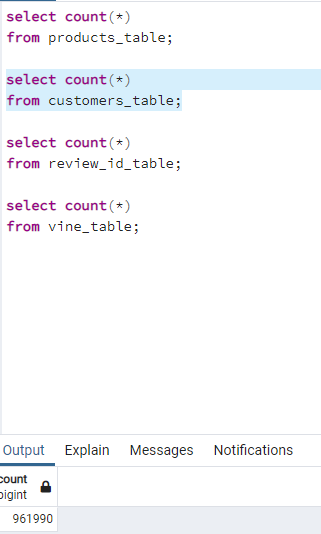 select count(*)
from products_table;
select count(*)
from customers_table;
select count(*)
from review_id_table;
select count(*)
from vine_table;
Output Explain Messages Notifications
count
bigint
961990